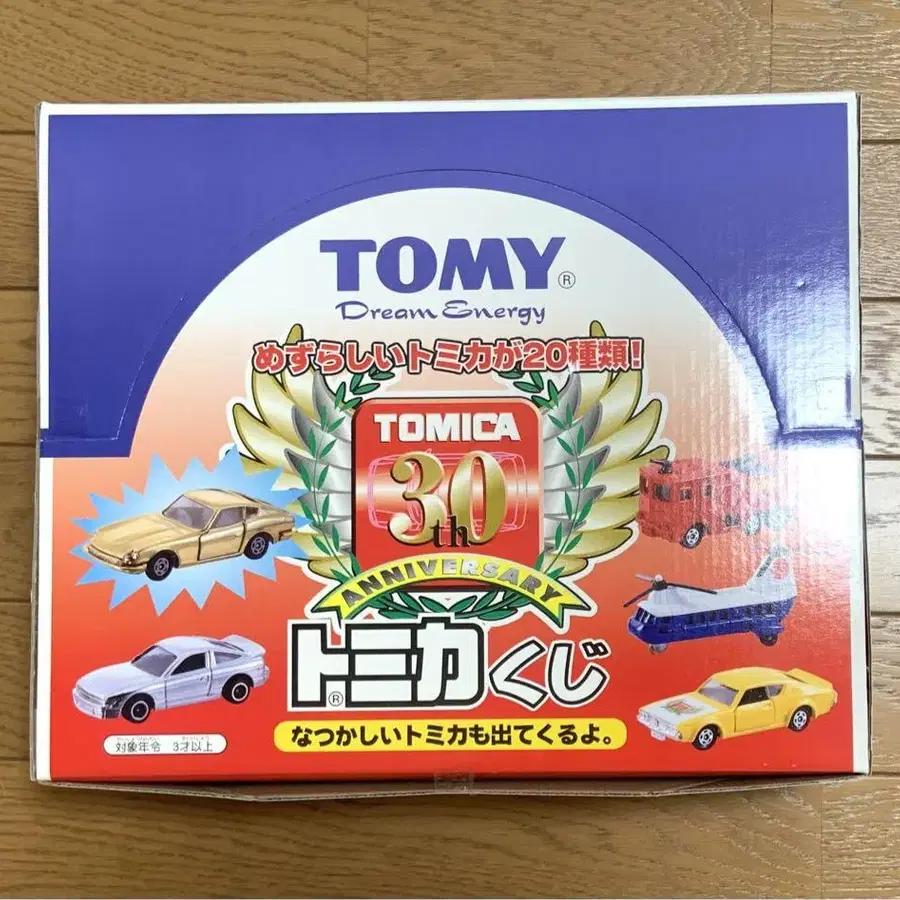 TOMY®
Dream Energy
めずらしいトミカが20種類!
TOMICA
30th
ANNIVERSARY
トミカ®くじ
なつかしいトミカも出てくるよ。
対象年令 3才以上